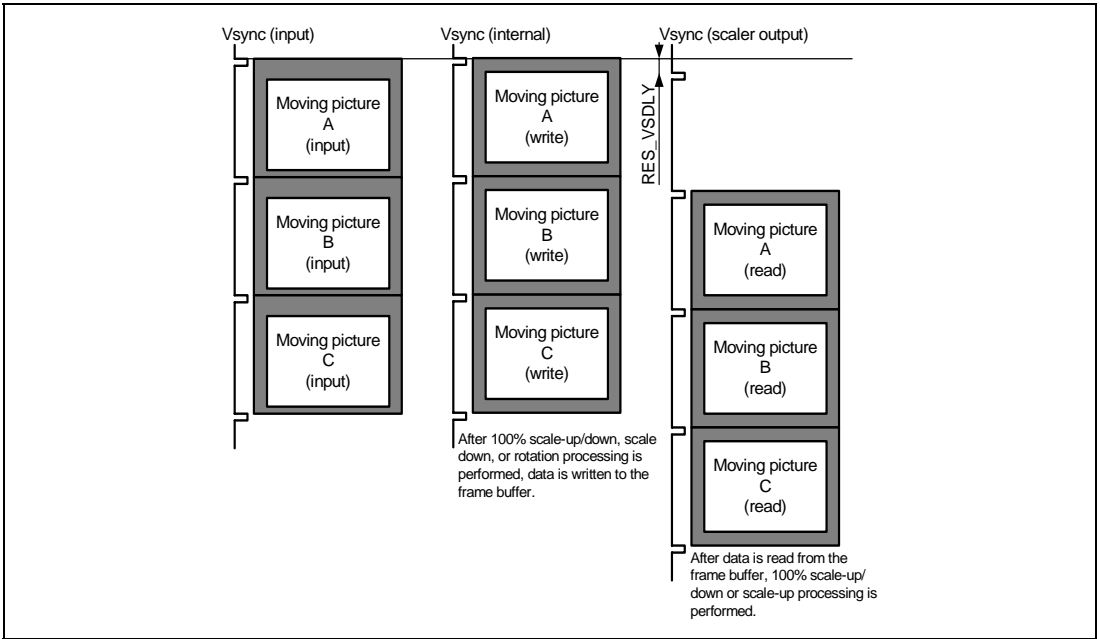 Vsync (input)
Vsync (internal)
Vsync (scaler output)
RES_VSDLY
Moving picture
A
(input)
Moving picture
B
(input)
Moving picture
C
(input)
Moving picture
A
(write)
Moving picture
B
(write)
Moving picture
C
(write)
After 100% scale-up/down, scale
down, or rotation processing is
performed, data is written to the
frame buffer.
Moving picture
A
(read)
Moving picture
B
(read)
Moving picture
C
(read)
After data is read from the
frame buffer, 100% scale-up/
down or scale-up processing is
performed.